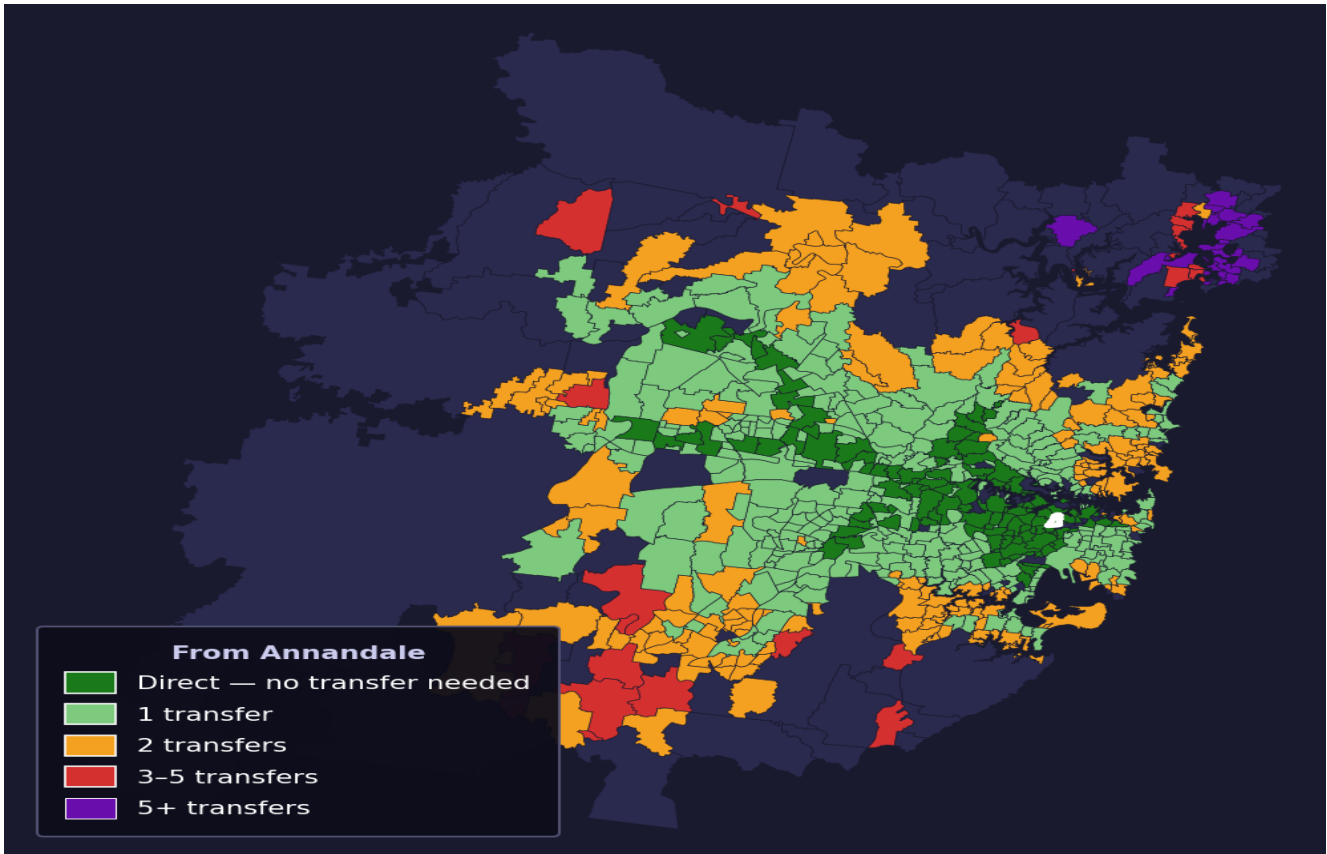 From Annandale
Direct — no transfer needed
1 transfer
2 transfers
3–5 transfers
5+ transfers